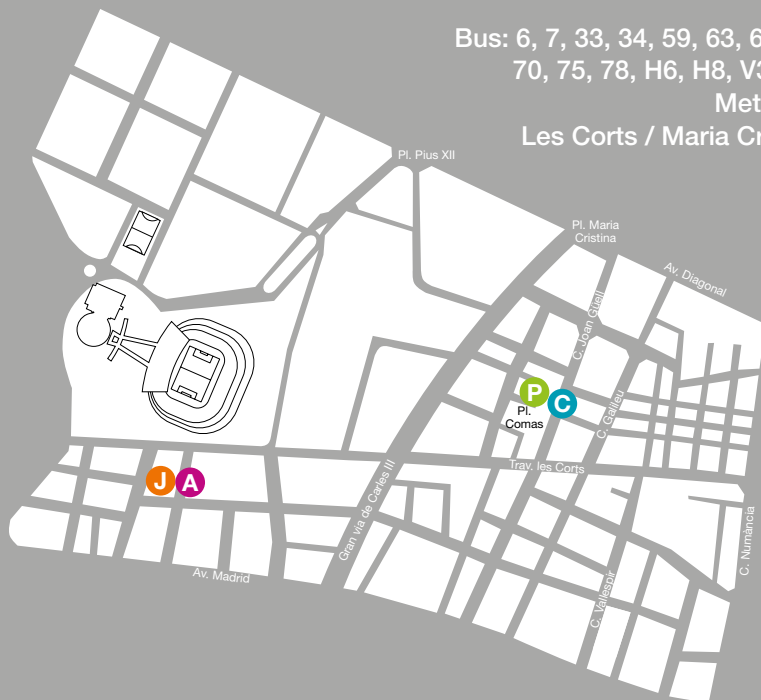 Bus: 6, 7, 33, 34, 59, 63, 6
70, 75, 78, H6, H8, V3
Met
Les Corts / Maria Cr
Pl. Pius XII
Pl. Maria
Cristina
Av. Diagonal
C. Joan Güell
C. Galileu
P
C
Pl.
Comas
Trav. les Corts
J
A
Gran via de Carles III
C. Numància
Av. Madrid
C. Vallespir